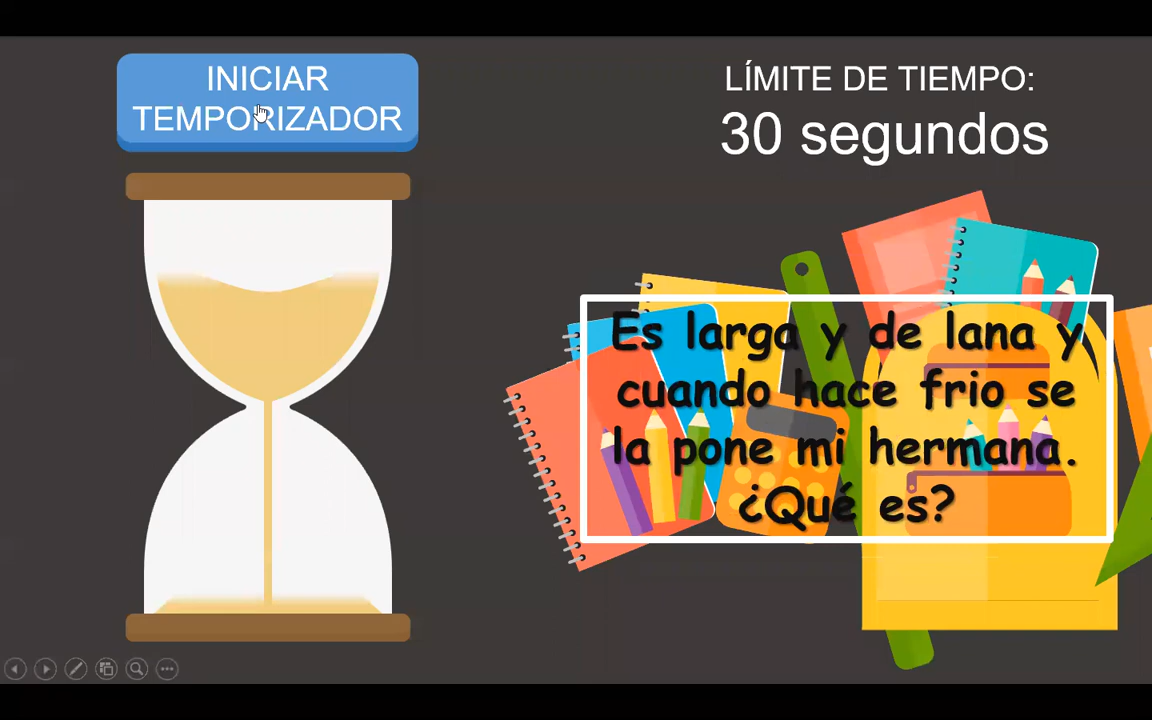 INICIAR
TEMPORIZADOR
LÍMITE DE TIEMPO:
30 segundos
Es larga y de lana y
cuando hace frio se
la pone mi hermana.
¿Qué es?